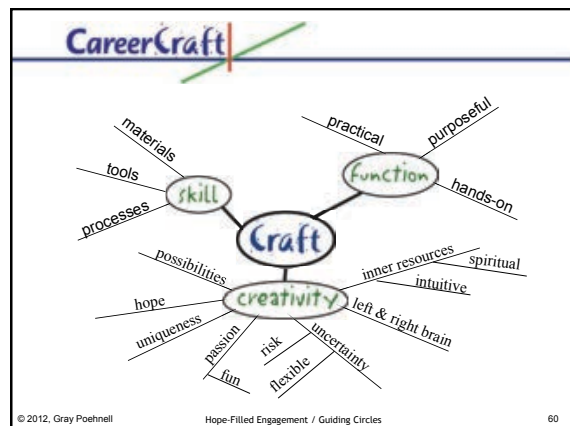 CareerCraft
materials
tools
processes
skill
practical
purposeful
function
hands-on
Craft
possibilities
hope
uniqueness
creativity
passion
fun
risk
flexible
uncertainty
inner resources
spiritual
intuitive
left & right brain
© 2012, Gray Poehnell
Hope-Filled Engagement / Guiding Circles
60